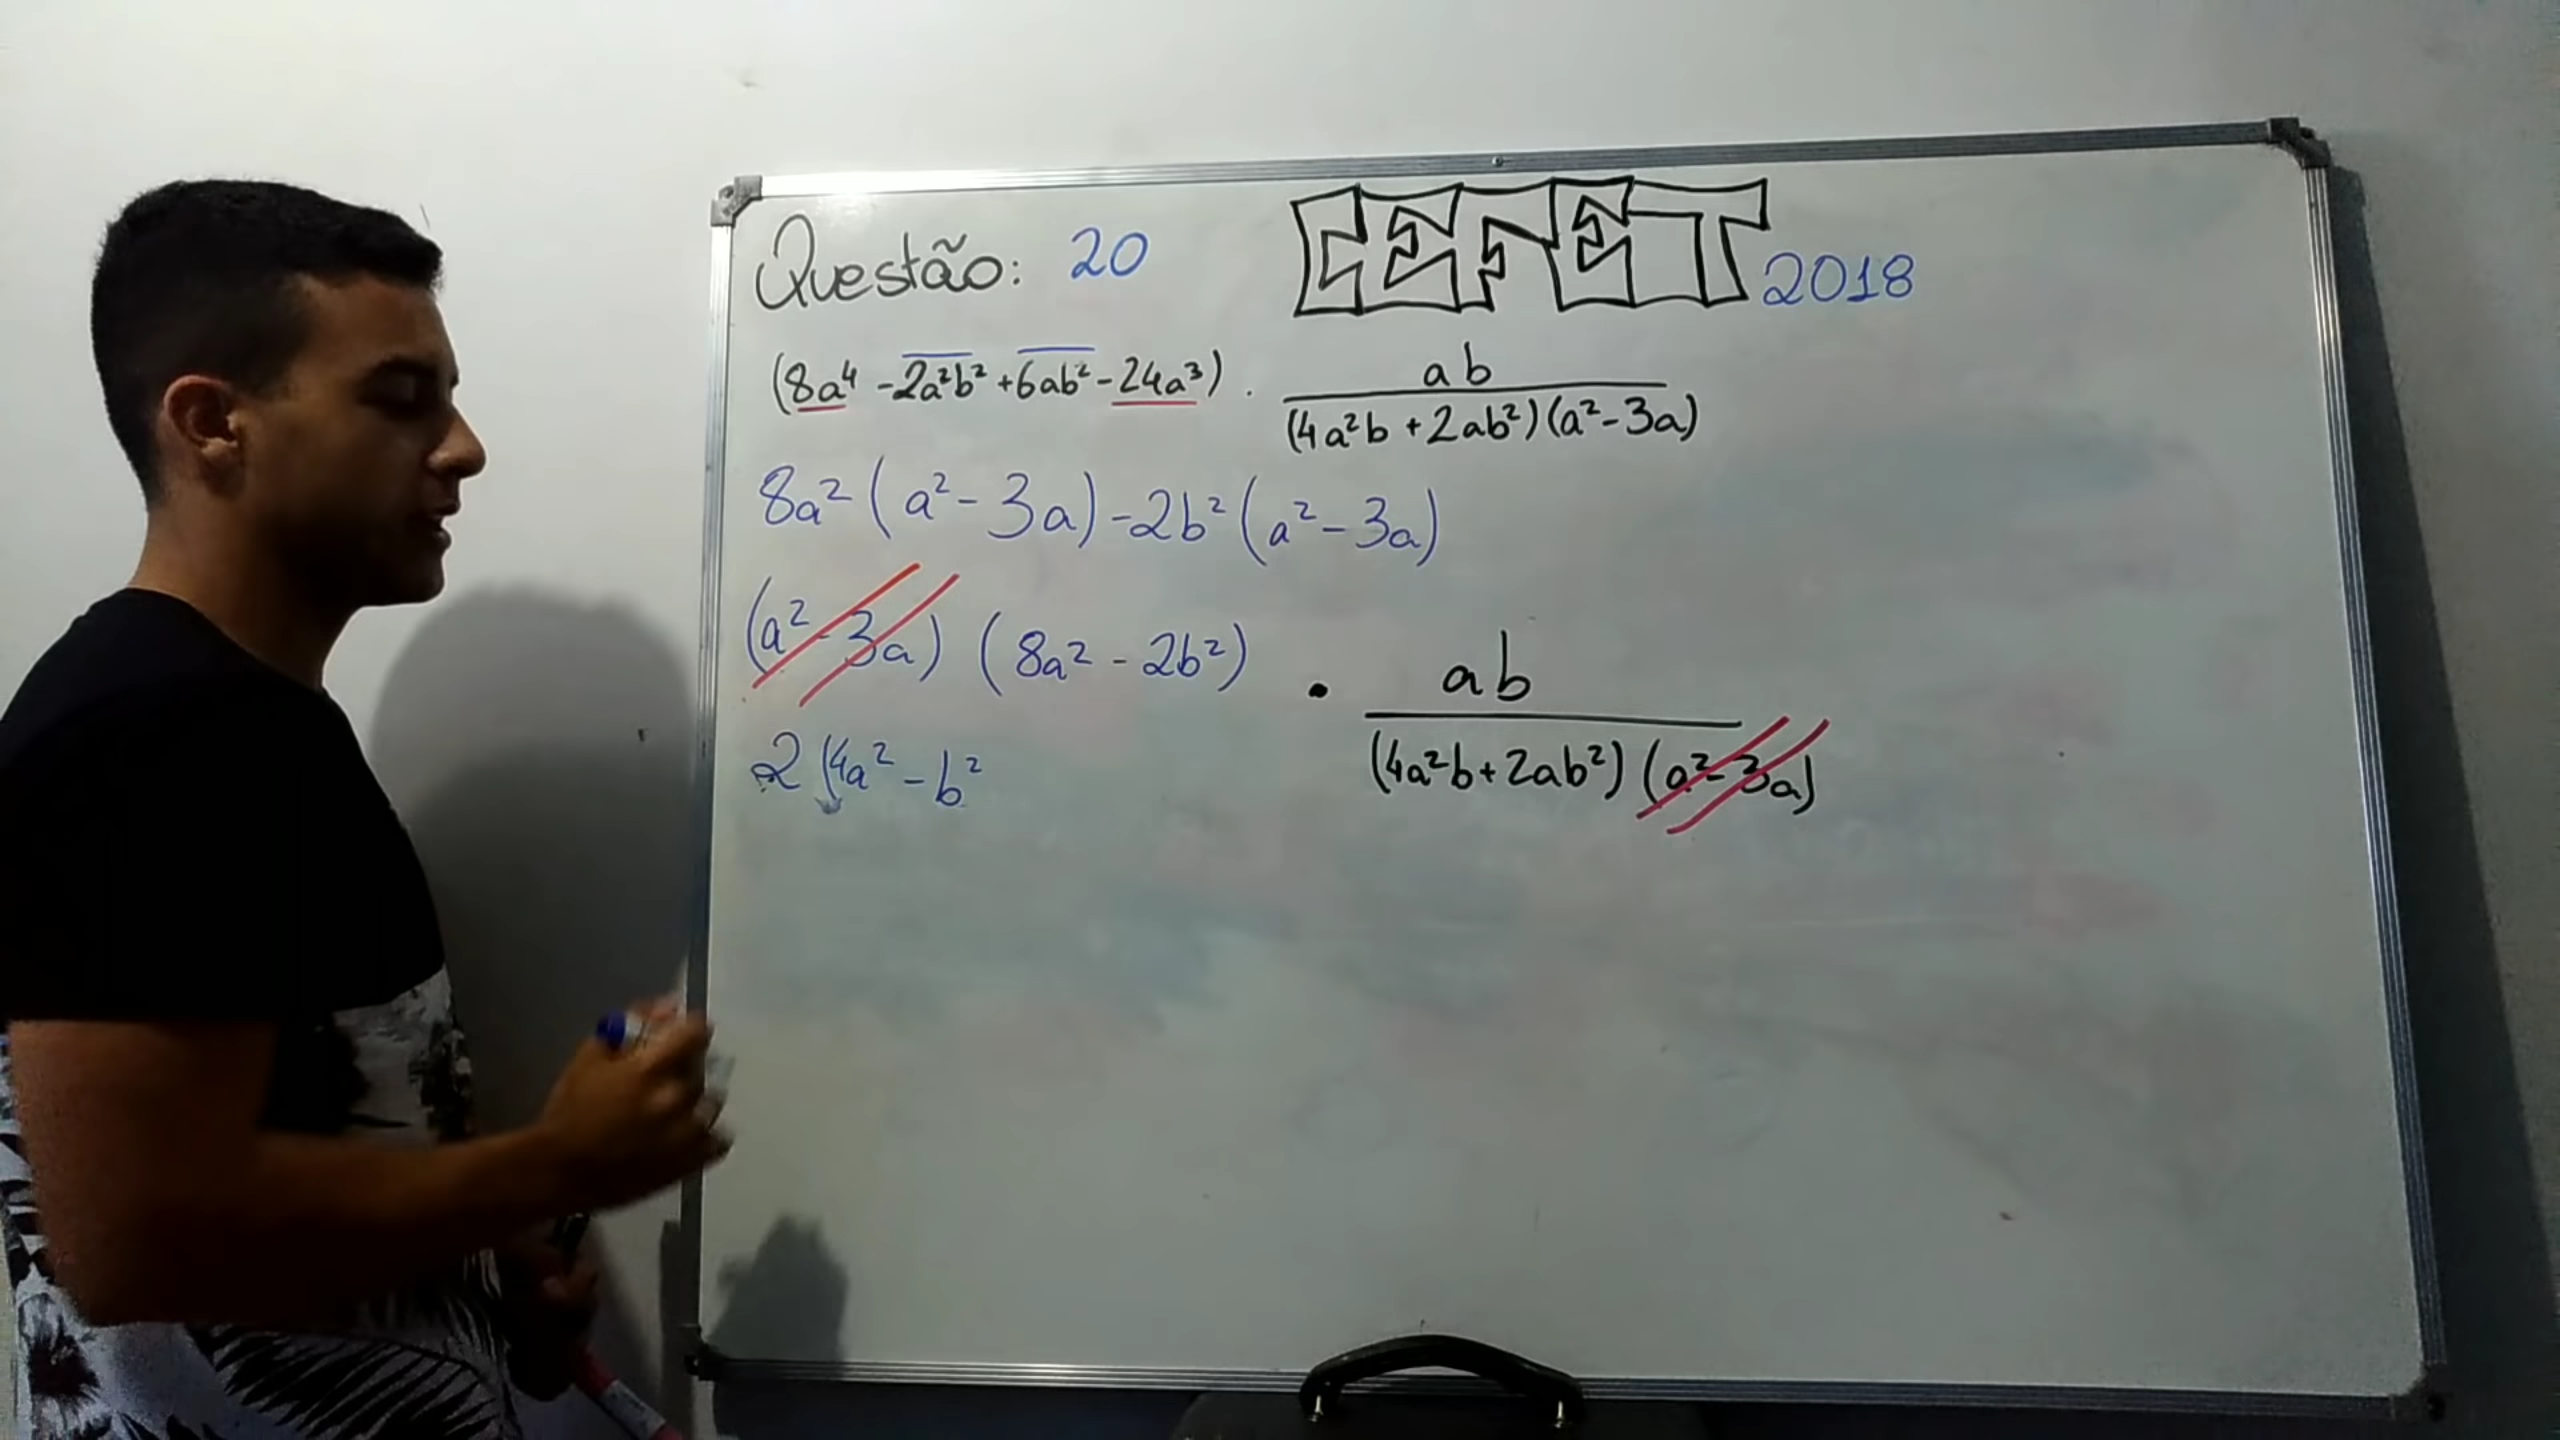 Questão: 20 CEFET 2018
(8a⁴ - 2a²b² + 6ab² - 24a³) . ab
(4a²b + 2ab²)(a² - 3a)
8a² (a² - 3a) - 2b² (a² - 3a)
(a² - 3a) (8a² - 2b²) • ab
(4a²b + 2ab²) (a² - 3a)
2 (4a² - b²